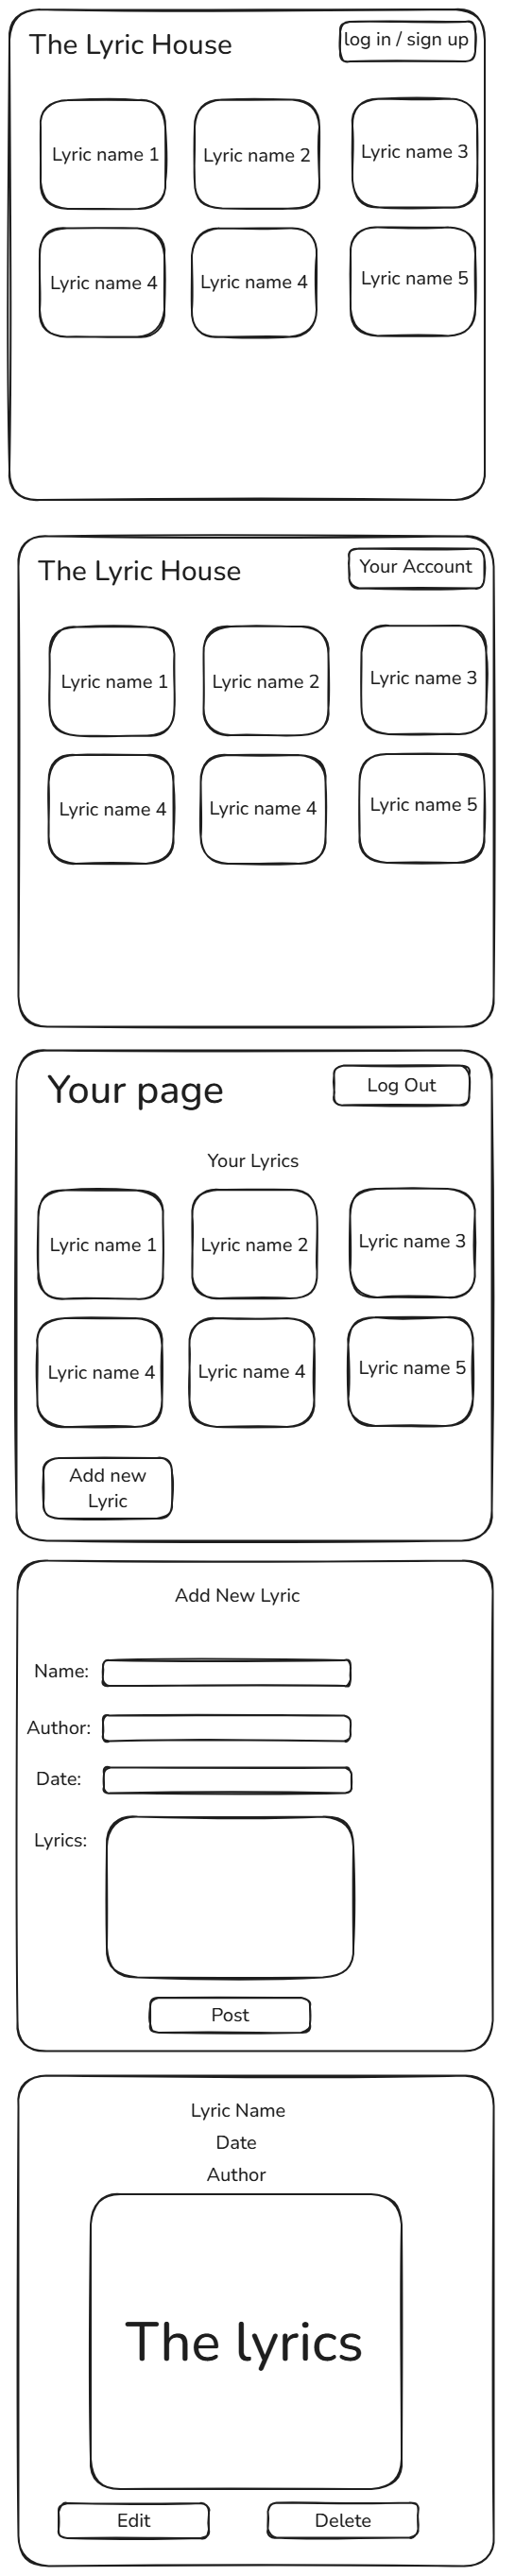 The Lyric House
log in / sign up
Lyric name 1
Lyric name 2
Lyric name 3
Lyric name 4
Lyric name 4
Lyric name 5
The Lyric House
Your Account
Lyric name 1
Lyric name 2
Lyric name 3
Lyric name 4
Lyric name 4
Lyric name 5
Your page
Log Out
Your Lyrics
Lyric name 1
Lyric name 2
Lyric name 3
Lyric name 4
Lyric name 4
Lyric name 5
Add new
Lyric
Add New Lyric
Name:
Author:
Date:
Lyrics:
Post
Lyric Name
Date
Author
The lyrics
Edit
Delete